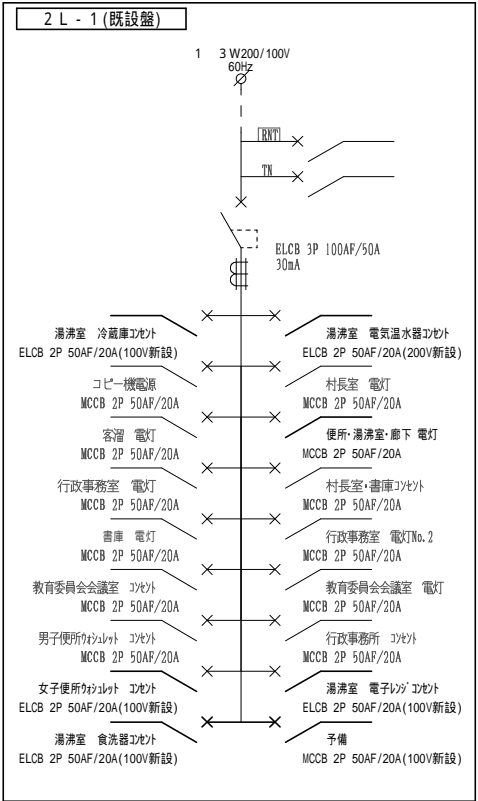 2L-1(既設盤)
1 3W200/100V
60Hz
RNT
TN
ELCB 3P 100AF/50A
30mA
湯沸室 冷蔵庫コンセント
ELCB 2P 50AF/20A(100V新設)
湯沸室 電気温水器コンセント
ELCB 2P 50AF/20A(200V新設)
コピー機電源
MCCB 2P 50AF/20A
村長室 電灯
MCCB 2P 50AF/20A
客溜 電灯
MCCB 2P 50AF/20A
便所・湯沸室・廊下 電灯
MCCB 2P 50AF/20A
行政事務室 電灯
MCCB 2P 50AF/20A
村長室・書庫コンセント
MCCB 2P 50AF/20A
書庫 電灯
MCCB 2P 50AF/20A
行政事務室 電灯No.2
MCCB 2P 50AF/20A
教育委員会会議室 コンセント
MCCB 2P 50AF/20A
教育委員会会議室 電灯
MCCB 2P 50AF/20A
男子便所ウォシュレット コンセント
MCCB 2P 50AF/20A
行政事務所 コンセント
MCCB 2P 50AF/20A
女子便所ウォシュレット コンセント
ELCB 2P 50AF/20A(100V新設)
湯沸室 電子レンジコンセント
ELCB 2P 50AF/20A(100V新設)
湯沸室 食洗器コンセント
ELCB 2P 50AF/20A(100V新設)
予備
MCCB 2P 50AF/20A(100V新設)